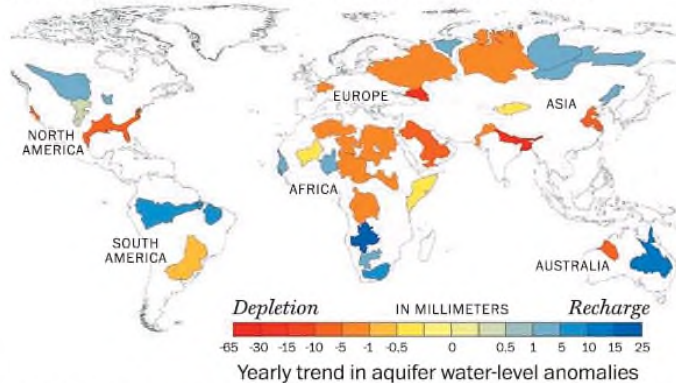 EUROPE
ASIA
NORTH
AMERICA
AFRICA
SOUTH
AMERICA
AUSTRALIA
Depletion IN MILLIMETERS Recharge
-65 -30 -15 -10 -5 -1 -0.5 0 0.5 1 5 10 15 25
Yearly trend in aquifer water-level anomalies